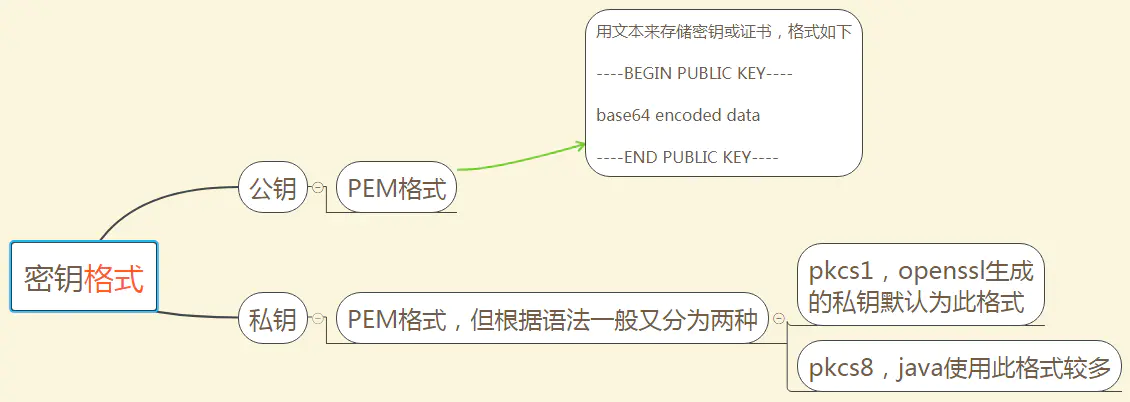 用文本来存储密钥或证书，格式如下
----BEGIN PUBLIC KEY----
base64 encoded data
----END PUBLIC KEY----
公钥
PEM格式
密钥格式
私钥
PEM格式，但根据语法一般又分为两种
pkcs1，openssl生成
的私钥默认为此格式
pkcs8，java使用此格式较多